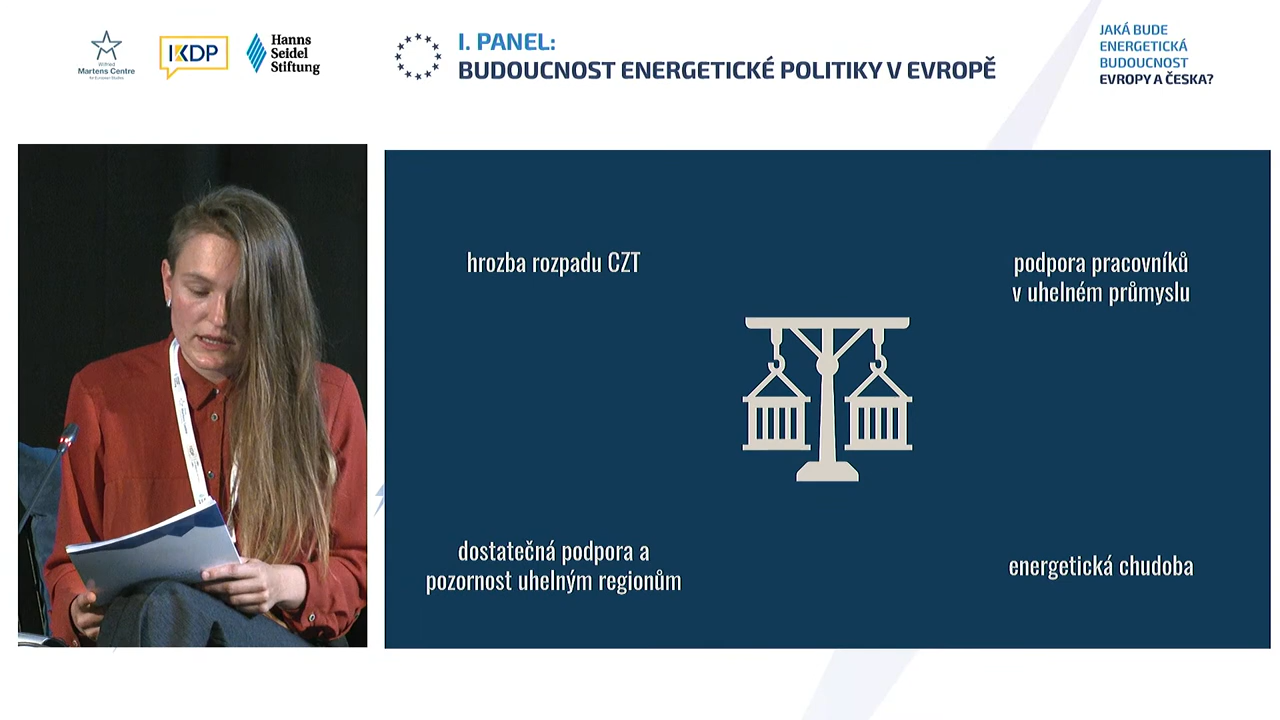 Wilfried
Martens Centre
for European Studies
IKDP
Hanns
Seidel
Stiftung
I. PANEL:
BUDOUCNOST ENERGETICKÉ POLITIKY V EVROPĚ
JAKÁ BUDE
ENERGETICKÁ
BUDOUCNOST
EVROPY A ČESKA?
hrozba rozpadu CZT
podpora pracovníků
v uhelném průmyslu
dostatečná podpora a
pozornost uhelným regionům
energetická chudoba